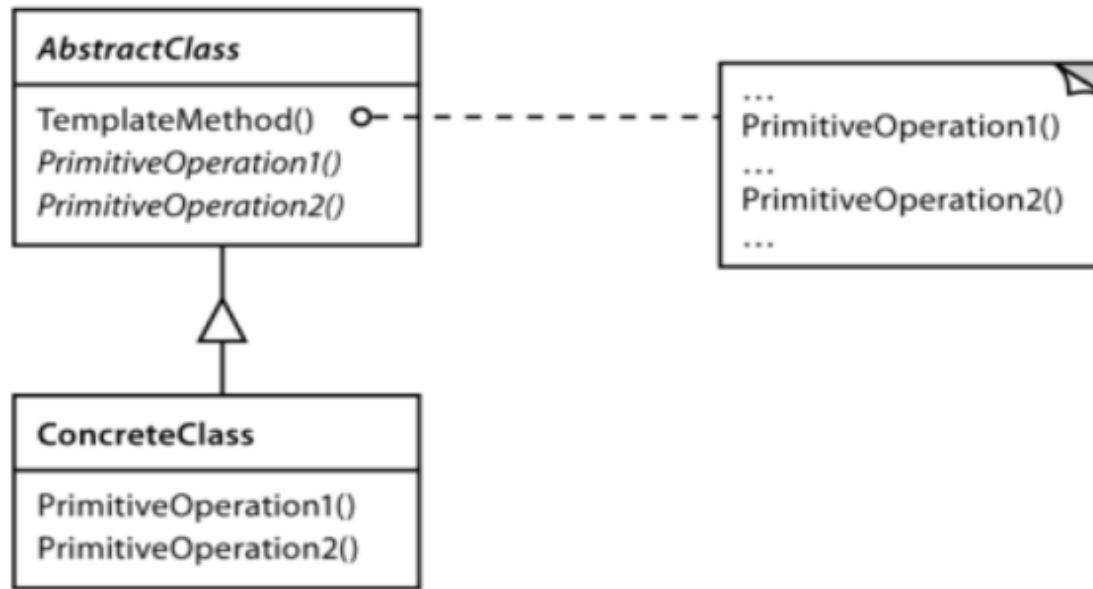 AbstractClass
TemplateMethod()
PrimitiveOperation1()
PrimitiveOperation2()
...
PrimitiveOperation1()
...
PrimitiveOperation2()
...
ConcreteClass
PrimitiveOperation1()
PrimitiveOperation2()